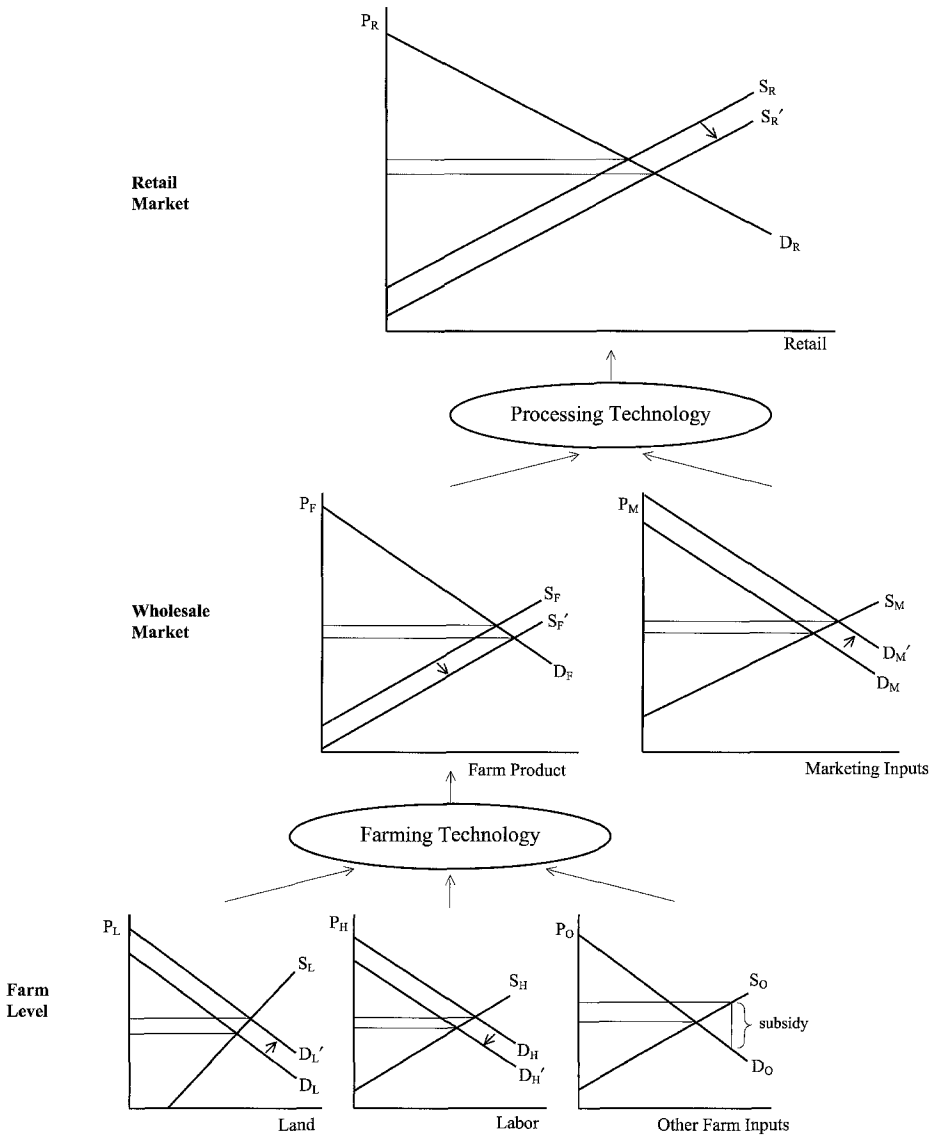 P_R
S_R
S_R′
Retail
Market
D_R
Retail
Processing Technology
P_F
P_M
Wholesale
Market
S_F
S_F′
D_F
S_M
D_M′
D_M
Farm Product
Marketing Inputs
Farming Technology
P_L
P_H
P_O
Farm
Level
S_L
S_H
S_O
subsidy
D_L′
D_L
D_H
D_H′
D_O
Land
Labor
Other Farm Inputs